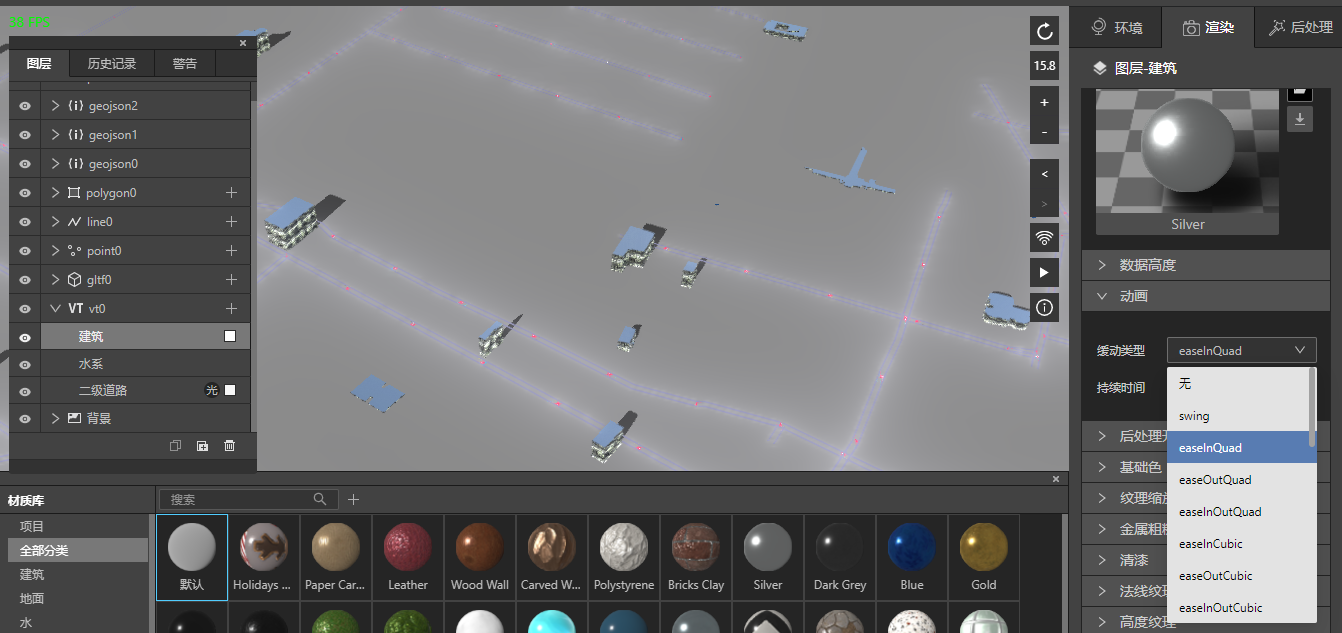 29 FPS
图层
历史记录
警告
geojson2
geojson1
geojson0
polygon0
line0
point0
gltf0
VT vt0
建筑
水系
二级道路
光
背景
15.8
+
-
<
>
环境
渲染
后处理
图层-建筑
Silver
数据高度
动画
缓动类型
easeInQuad
持续时间
无
swing
easeInQuad
easeOutQuad
easeInOutQuad
easeInCubic
easeOutCubic
easeInOutCubic
后处理
基础色
纹理缩
金属粗
清漆
法线纹
高度纹理
材质库
项目
全部分类
建筑
地面
水
搜索
默认
Holidays ...
Paper Car...
Leather
Wood Wall
Carved W...
Polystyrene
Bricks Clay
Silver
Dark Grey
Blue
Gold